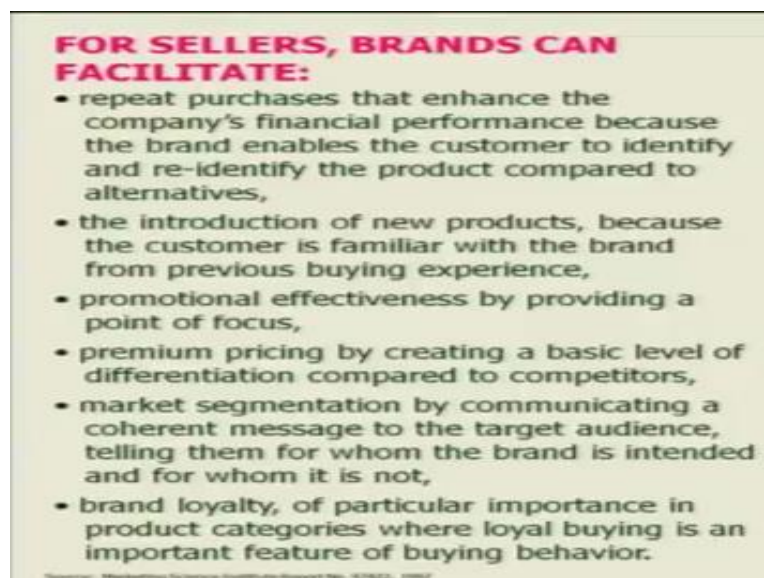 FOR SELLERS, BRANDS CAN
FACILITATE:
• repeat purchases that enhance the
company's financial performance because
the brand enables the customer to identify
and re-identify the product compared to
alternatives,
• the introduction of new products, because
the customer is familiar with the brand
from previous buying experience,
• promotional effectiveness by providing a
point of focus,
• premium pricing by creating a basic level of
differentiation compared to competitors,
• market segmentation by communicating a
coherent message to the target audience,
telling them for whom the brand is intended
and for whom it is not,
• brand loyalty, of particular importance in
product categories where loyal buying is an
important feature of buying behavior.